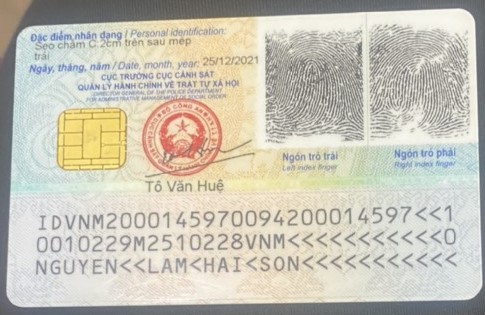 Đặc điểm nhân dạng / Personal identification:
Sẹo chấm C:2cm trên sau mép
trái
Ngày, tháng, năm / Date, month, year: 25/12/2021
CỤC TRƯỞNG CỤC CẢNH SÁT
QUẢN LÝ HÀNH CHÍNH VỀ TRẬT TỰ XÃ HỘI
DIRECTOR GENERAL OF THE POLICE DEPARTMENT
FOR ADMINISTRATIVE MANAGEMENT OF SOCIAL ORDER
Tô Văn Huệ
Ngón trỏ trái
Left index finger
Ngón trỏ phải
Right index finger
IDVNM2000145970094200014597<<1
0010229M2510228VNM<<<<<<<<<<<0
NGUYEN<<LAM<HAI<SON<<<<<<<<<<<